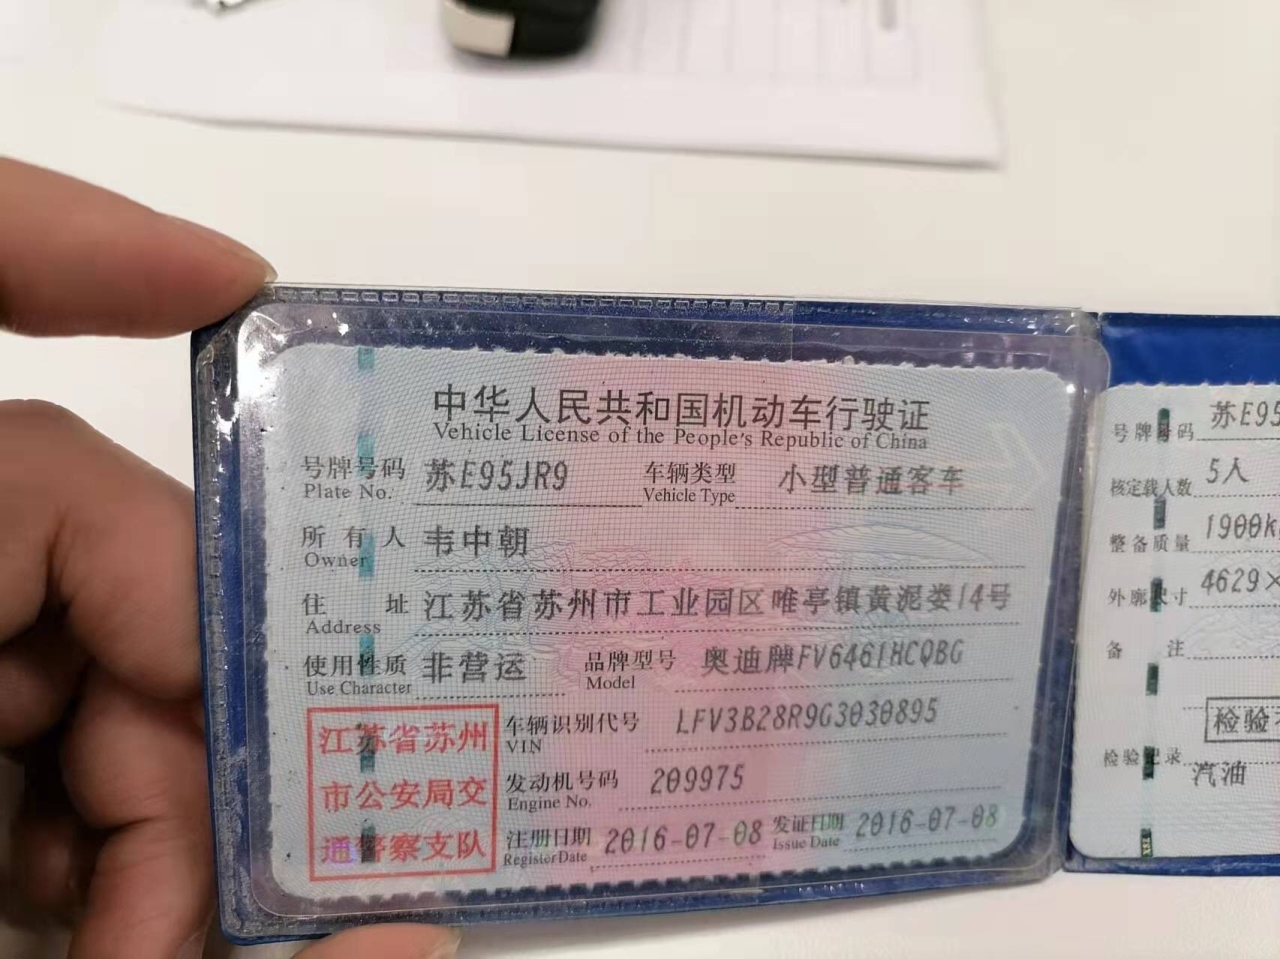 中华人民共和国机动车行驶证
Vehicle License of the People's Republic of China
号牌号码 苏E95JR9 车辆类型 小型普通客车
Plate No. Vehicle Type
所有人 韦中朝
Owner
住址 江苏省苏州市工业园区唯亭镇黄泥娄14号
Address
使用性质 非营运 品牌型号 奥迪牌FV6461HCQBG
Use Character Model
江苏省苏州
市公安局交
通警察支队
车辆识别代号 LFV3B28R9G3030895
VIN
发动机号码 209975
Engine No.
注册日期 2016-07-08 发证日期 2016-07-08
Register Date Issue Date
号牌号码 苏E95
核定载人数 5人
整备质量 1900k
外廓尺寸 4629×
备注
检验
检验记录
汽油